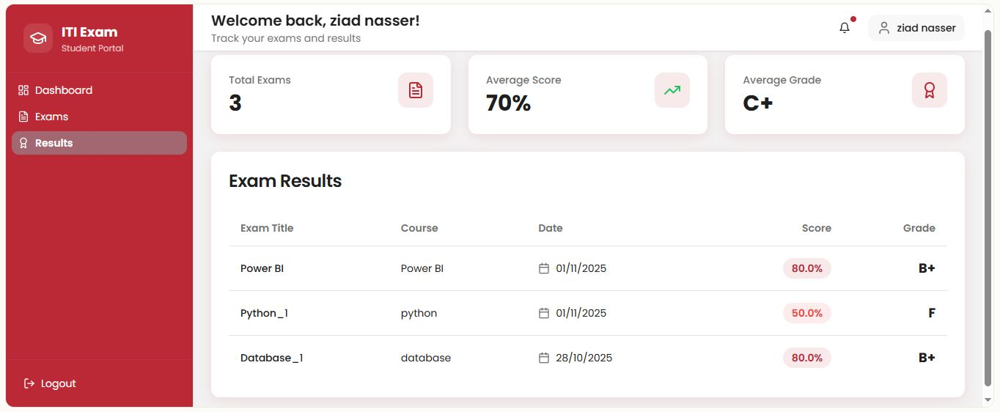 ITI Exam
Student Portal
Dashboard
Exams
Results
Logout
Welcome back, ziad nasser!
Track your exams and results
ziad nasser
Total Exams
3
Average Score
70%
Average Grade
C+
Exam Results
Exam Title Course Date Score Grade
Power BI Power BI 01/11/2025 80.0% B+
Python_1 python 01/11/2025 50.0% F
Database_1 database 28/10/2025 80.0% B+